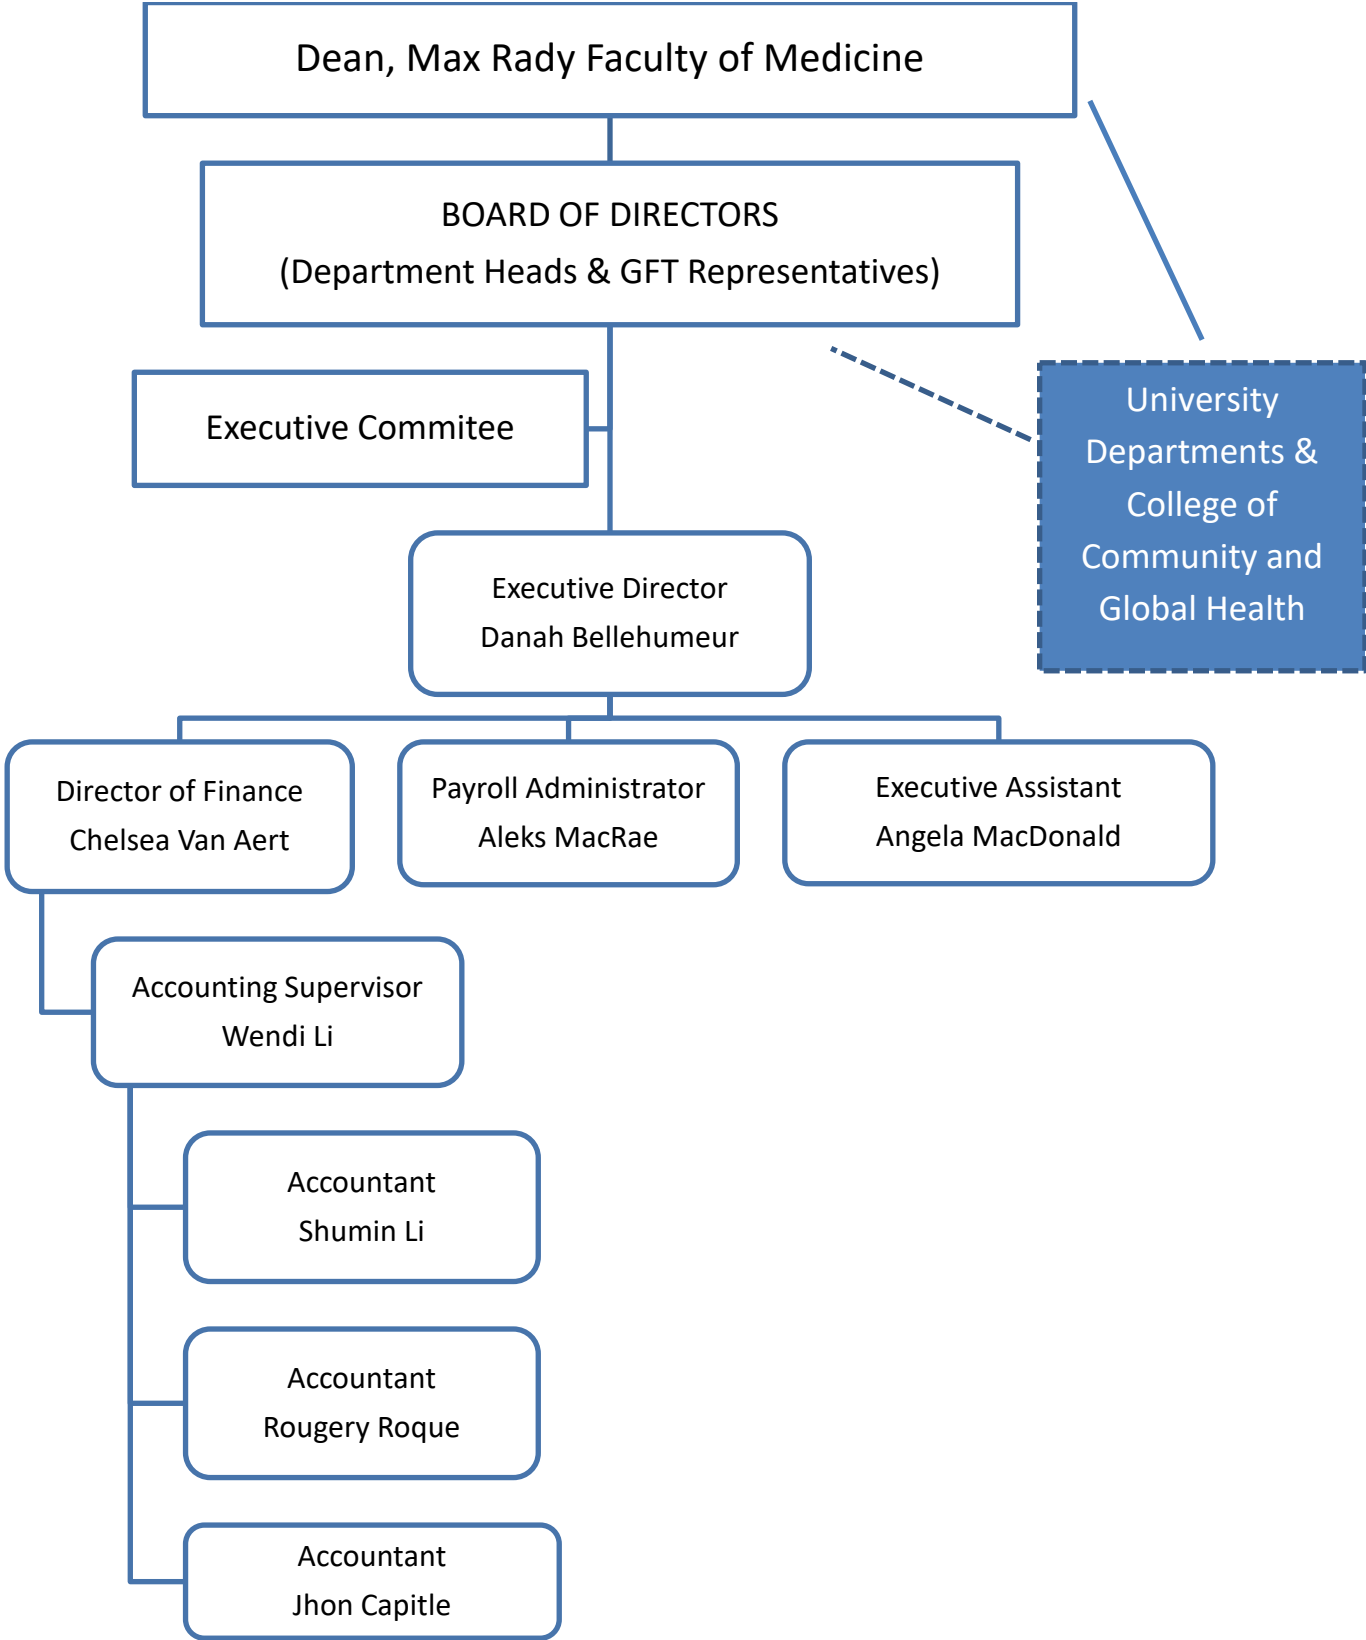 Dean, Max Rady Faculty of Medicine
BOARD OF DIRECTORS
(Department Heads & GFT Representatives)
Executive Commitee
University
Departments &
College of
Community and
Global Health
Executive Director
Danah Bellehumeur
Director of Finance
Chelsea Van Aert
Payroll Administrator
Aleks MacRae
Executive Assistant
Angela MacDonald
Accounting Supervisor
Wendi Li
Accountant
Shumin Li
Accountant
Rougery Roque
Accountant
Jhon Capitle